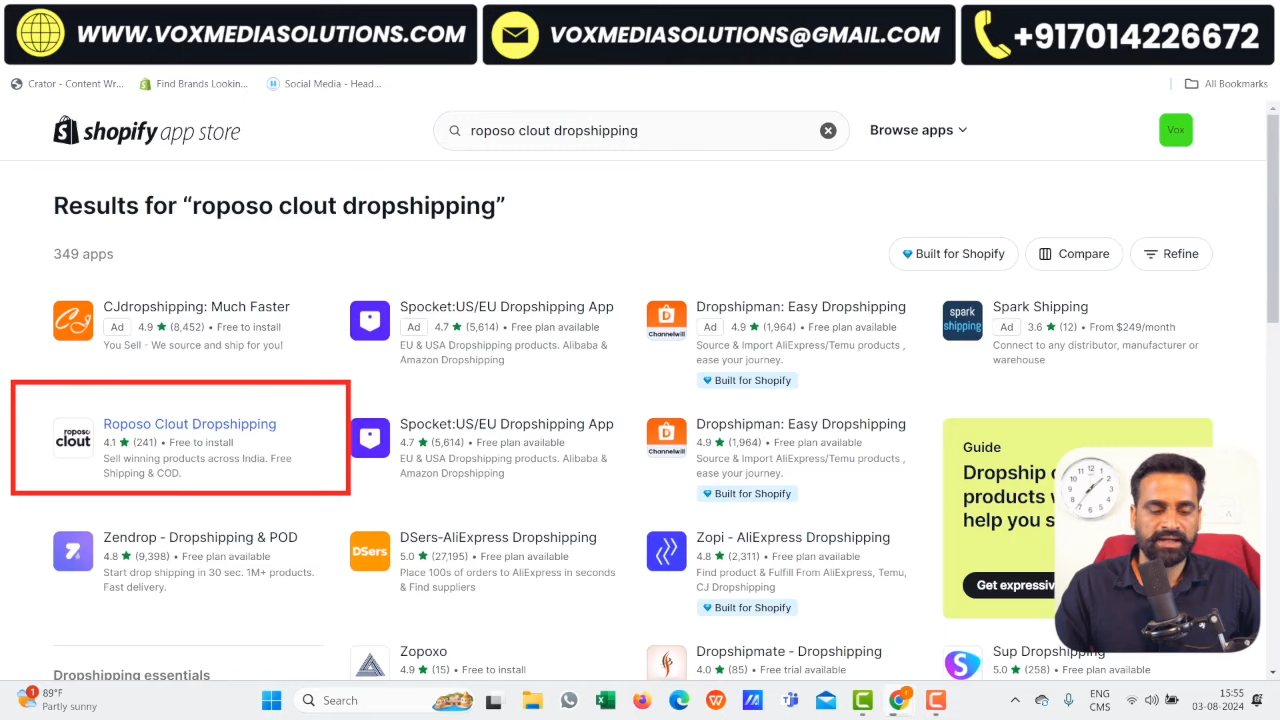 WWW.VOXMEDIASOLUTIONS.COM
VOXMEDIASOLUTIONS@GMAIL.COM
+917014226672
Crator - Content Wr...
Find Brands Lookin...
Social Media - Head...
All Bookmarks
shopify app store
roposo clout dropshipping
Browse apps
Vox
Results for “roposo clout dropshipping”
349 apps
Built for Shopify
Compare
Refine
CJdropshipping: Much Faster
Ad 4.9 ★ (8,452) • Free to install
You Sell - We source and ship for you!
Spocket:US/EU Dropshipping App
Ad 4.7 ★ (5,614) • Free plan available
EU & USA Dropshipping products. Alibaba &
Amazon Dropshipping
Channelwill
Dropshipman: Easy Dropshipping
Ad 4.9 ★ (1,964) • Free plan available
Source & Import AliExpress/Temu products ,
ease your journey.
Built for Shopify
spark
shipping
Spark Shipping
Ad 3.6 ★ (12) • From $249/month
Connect to any distributor, manufacturer or
warehouse
roposo
clout
Roposo Clout Dropshipping
4.1 ★ (241) • Free to install
Sell winning products across India. Free
Shipping & COD.
Spocket:US/EU Dropshipping App
4.7 ★ (5,614) • Free plan available
EU & USA Dropshipping products. Alibaba &
Amazon Dropshipping
Channelwill
Dropshipman: Easy Dropshipping
4.9 ★ (1,964) • Free plan available
Source & Import AliExpress/Temu products ,
ease your journey.
Built for Shopify
Guide
Dropship
products
help you
Get
Zendrop - Dropshipping & POD
4.8 ★ (9,398) • Free plan available
Start drop shipping in 30 sec. 1M+ products.
Fast delivery.
DSers
DSers-AliExpress Dropshipping
5.0 ★ (27,195) • Free plan available
Place 100s of orders to AliExpress in seconds
& Find suppliers
Zopi - AliExpress Dropshipping
4.8 ★ (2,311) • Free plan available
Find product & Fulfill From AliExpress, Temu,
CJ Dropshipping
Built for Shopify
Dropshipping essentials
Zopoxo
4.9 ★ (15) • Free to install
Dropshipmate - Dropshipping
4.0 ★ (85) • Free trial available
Sup Dropshipping
5.0 ★ (258) • Free plan available
1
89°F
Partly sunny
Search
ENG
CMS
15:55
03-08-2024